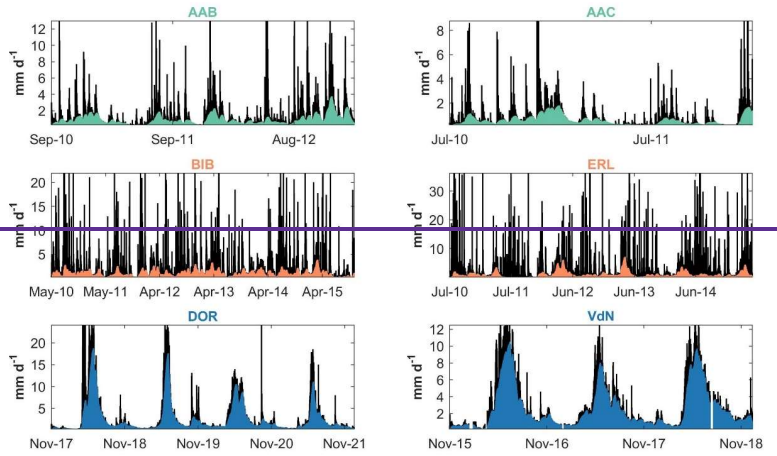 AAB
AAC
mm d-1
12
10
8
6
4
2
Sep-10
Sep-11
Aug-12
8
6
4
2
Jul-10
Jul-11
BIB
ERL
mm d-1
20
15
10
5
May-10
May-11
Apr-12
Apr-13
Apr-14
Apr-15
mm d-1
30
20
10
Jul-10
Jul-11
Jun-12
Jun-13
Jun-14
DOR
VdN
mm d-1
20
15
10
5
Nov-17
Nov-18
Nov-19
Nov-20
Nov-21
mm d-1
12
10
8
6
4
2
Nov-15
Nov-16
Nov-17
Nov-18